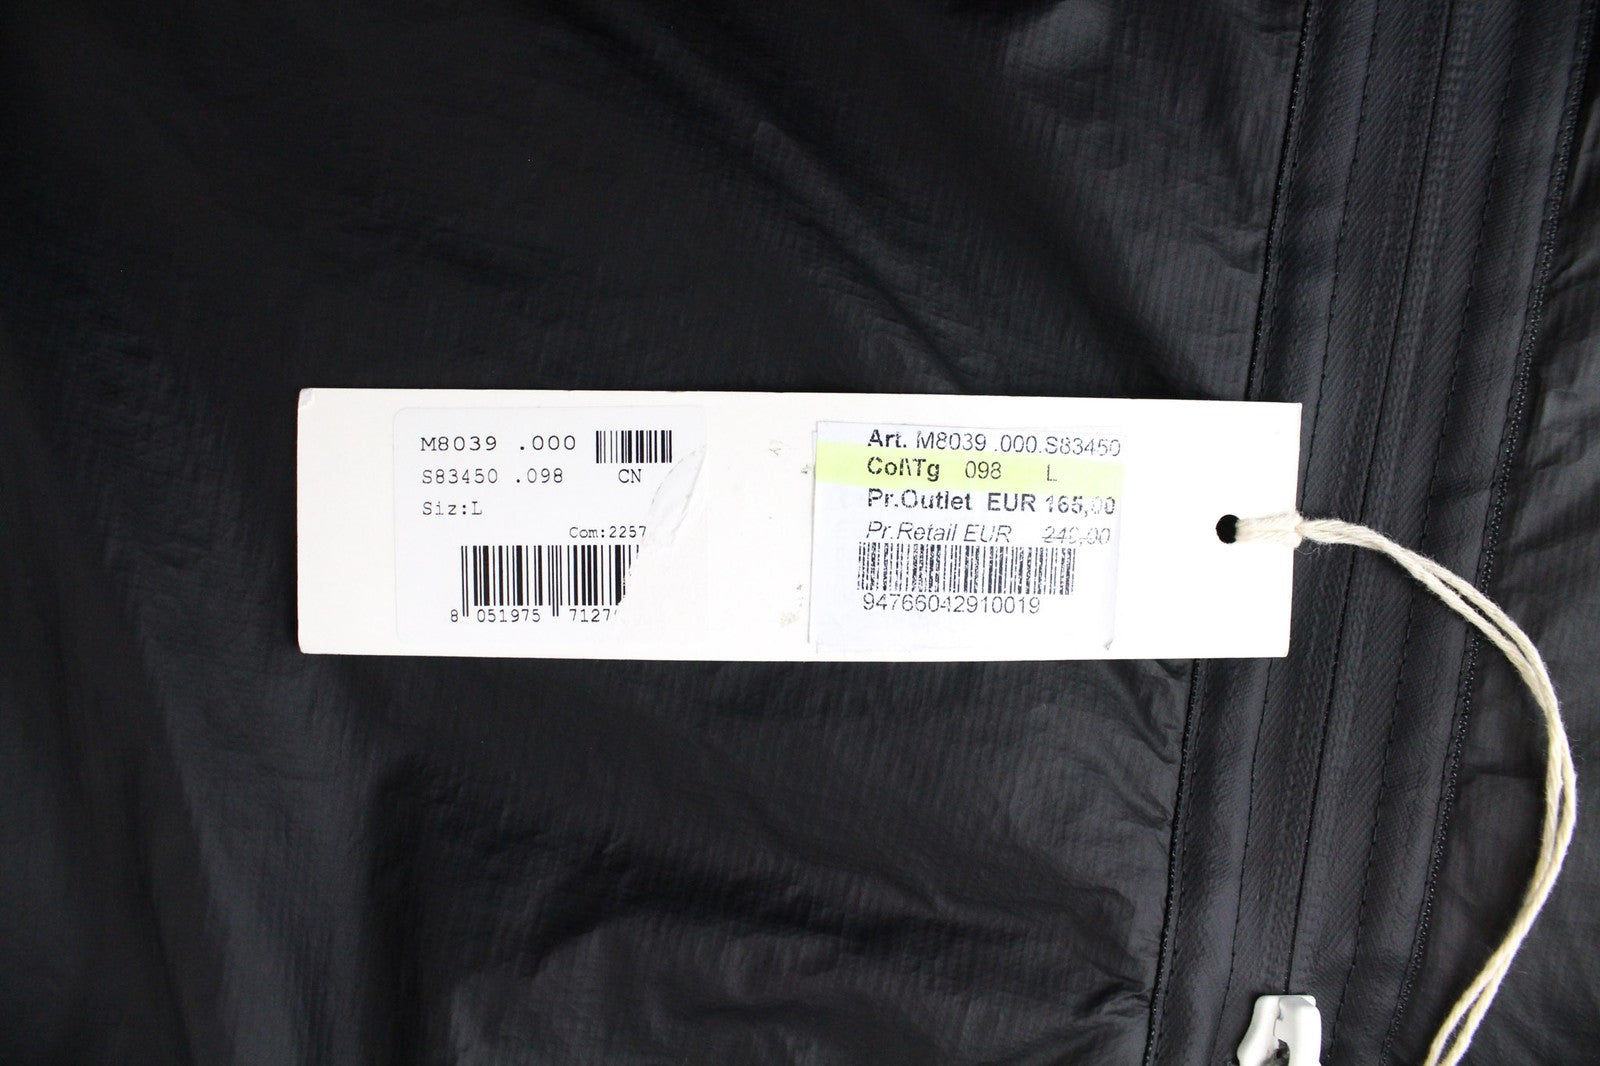 M8039 .000
S83450 .098 CN
Siz:L
Com:2257
8 051975 7127
Art. M8039 .000.S83450
Col\Tg 098 L
Pr.Outlet EUR 165,00
Pr.Retail EUR
94766042910019